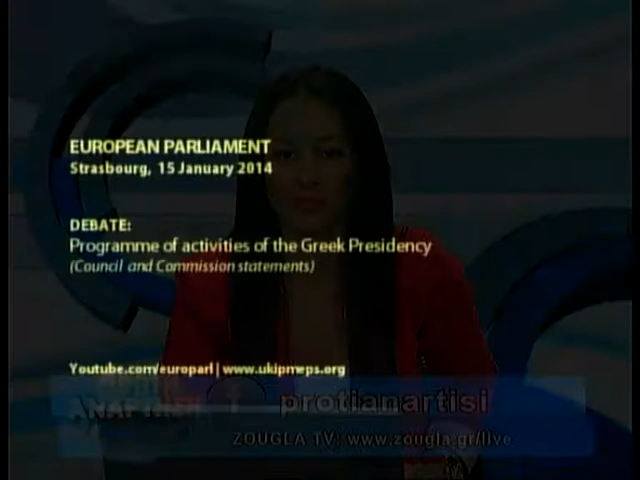 EUROPEAN PARLIAMENT
Strasbourg, 15 January 2014
DEBATE:
Programme of activities of the Greek Presidency
(Council and Commission statements)
Youtube.com/europarl | www.ukipmeps.org
protianartisi
ZOUGLA TV: www.zougla.gr/live